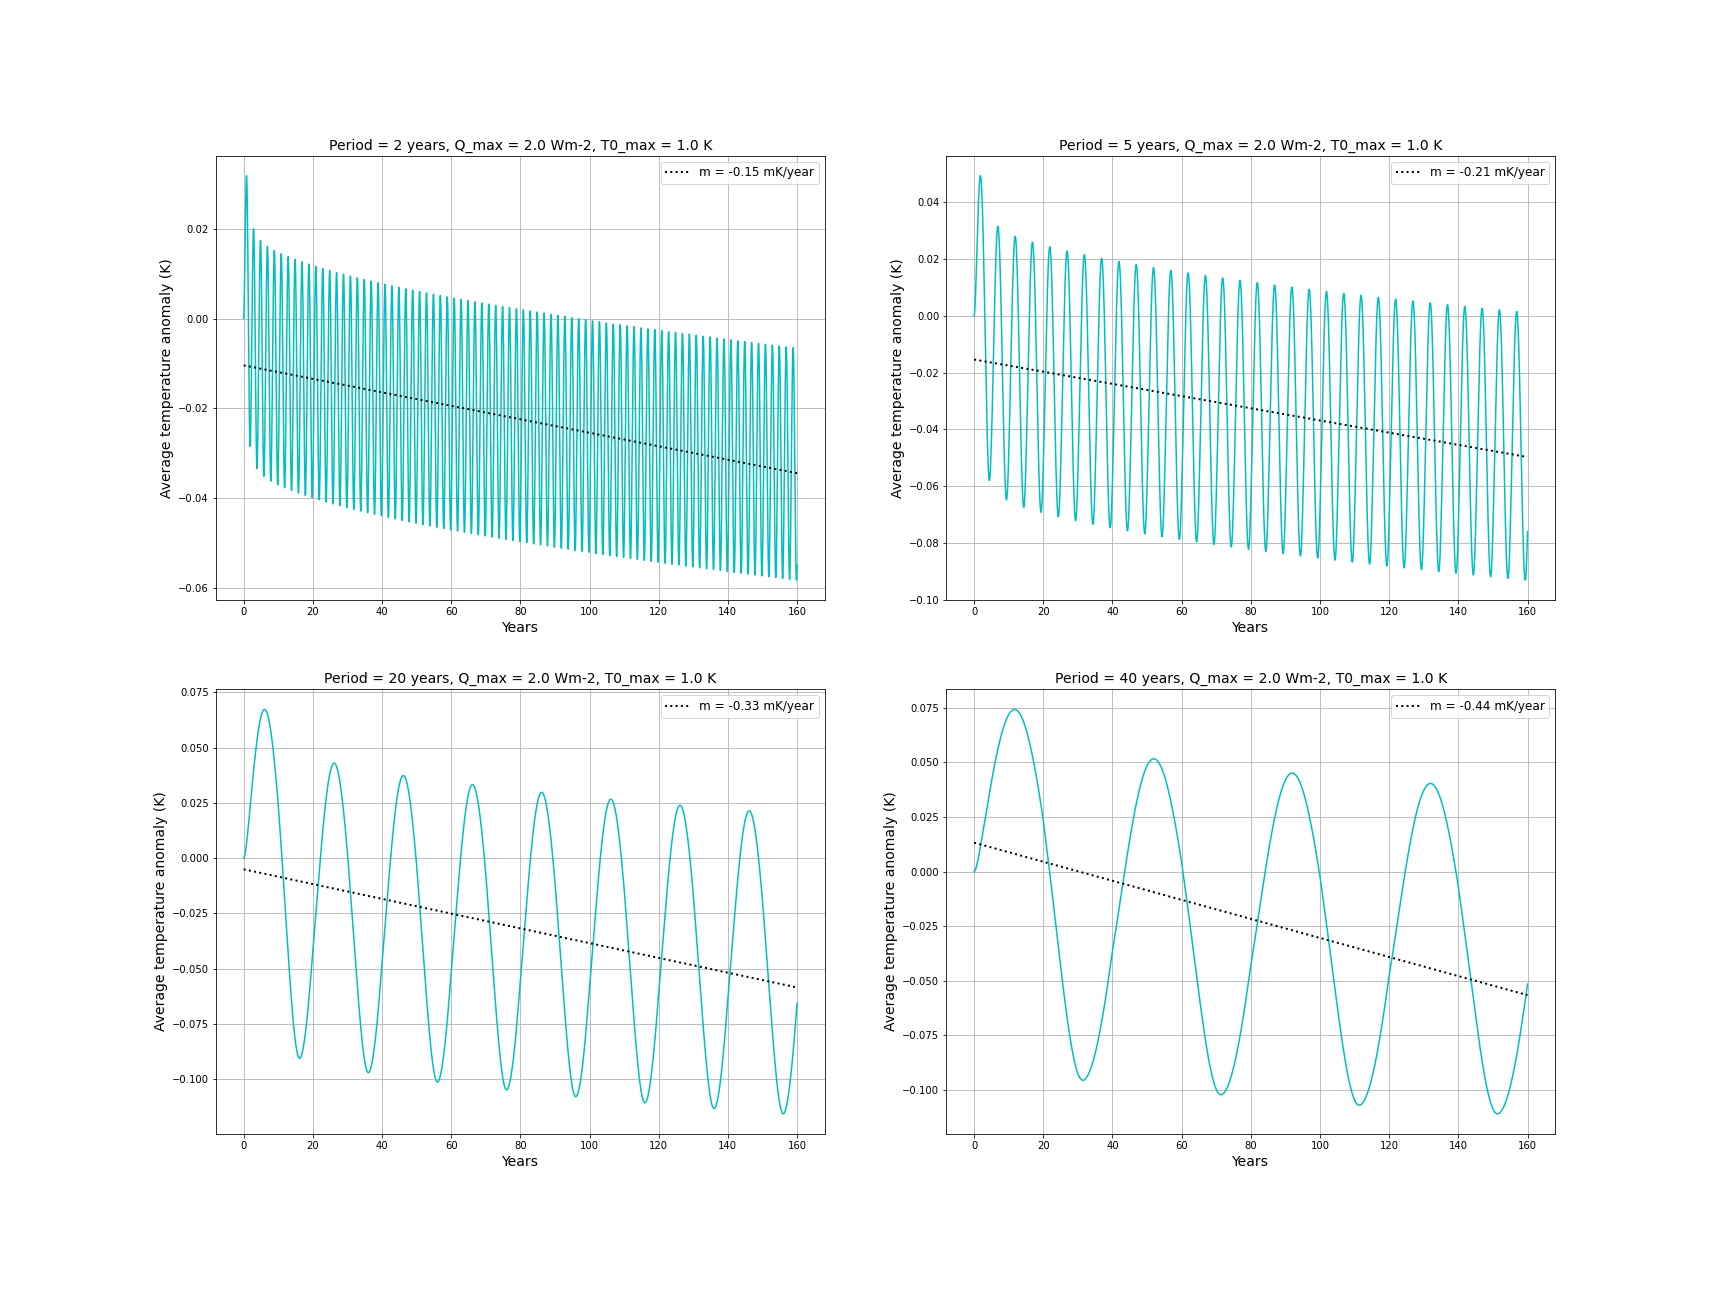 Period = 2 years, Q_max = 2.0 Wm-2, T0_max = 1.0 K
m = -0.15 mK/year
Average temperature anomaly (K)
0.02
0.00
−0.02
−0.04
−0.06
0 20 40 60 80 100 120 140 160
Years
Period = 5 years, Q_max = 2.0 Wm-2, T0_max = 1.0 K
m = -0.21 mK/year
Average temperature anomaly (K)
0.04
0.02
0.00
−0.02
−0.04
−0.06
−0.08
−0.10
0 20 40 60 80 100 120 140 160
Years
Period = 20 years, Q_max = 2.0 Wm-2, T0_max = 1.0 K
m = -0.33 mK/year
Average temperature anomaly (K)
0.075
0.050
0.025
0.000
−0.025
−0.050
−0.075
−0.100
0 20 40 60 80 100 120 140 160
Years
Period = 40 years, Q_max = 2.0 Wm-2, T0_max = 1.0 K
m = -0.44 mK/year
Average temperature anomaly (K)
0.075
0.050
0.025
0.000
−0.025
−0.050
−0.075
−0.100
0 20 40 60 80 100 120 140 160
Years